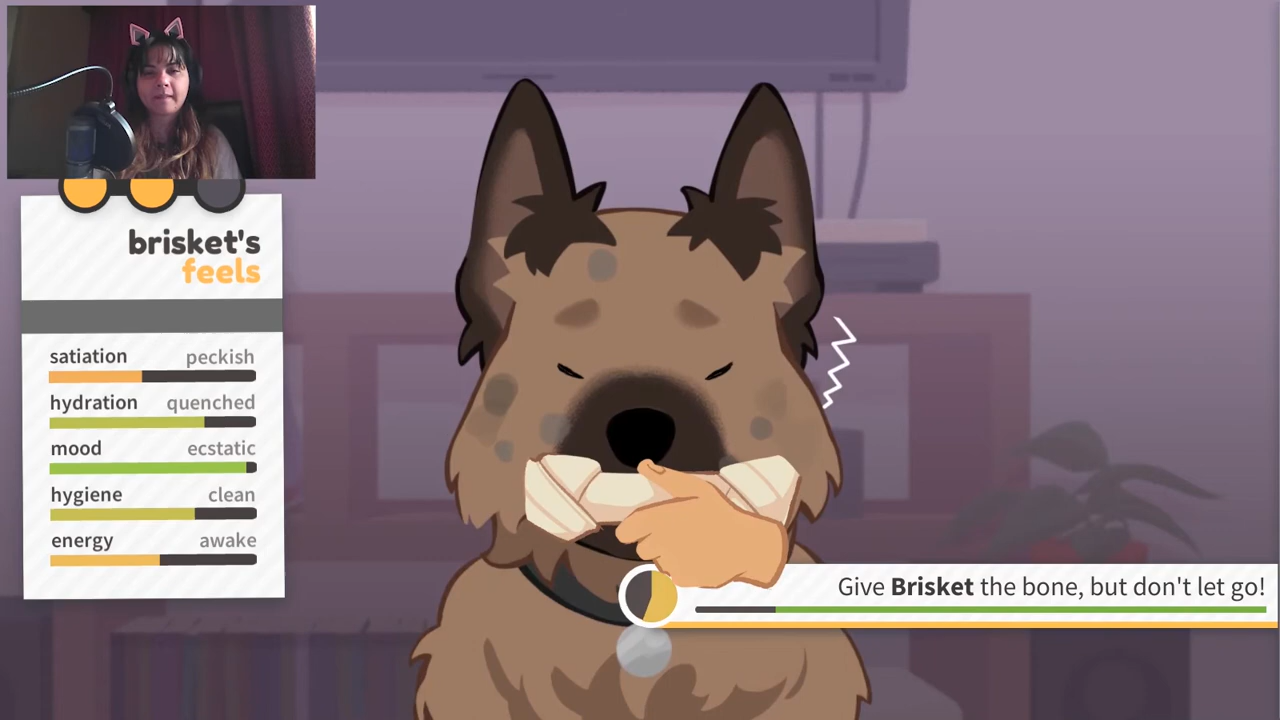 brisket's
feels
satiation peckish
hydration quenched
mood ecstatic
hygiene clean
energy awake
Give Brisket the bone, but don't let go!